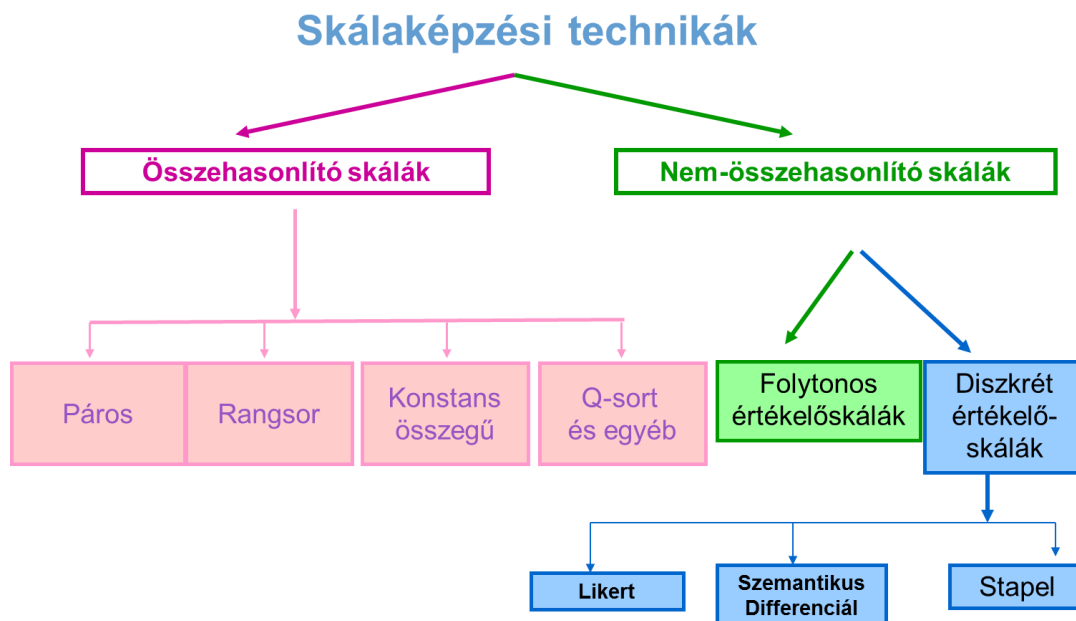 Skálaképzési technikák
Összehasonlító skálák
Nem-összehasonlító skálák
Páros
Rangsor
Konstans
összegű
Q-sort
és egyéb
Folytonos
értékelőskálák
Diszkrét
értékelő-
skálák
Likert
Szemantikus
Differenciál
Stapel